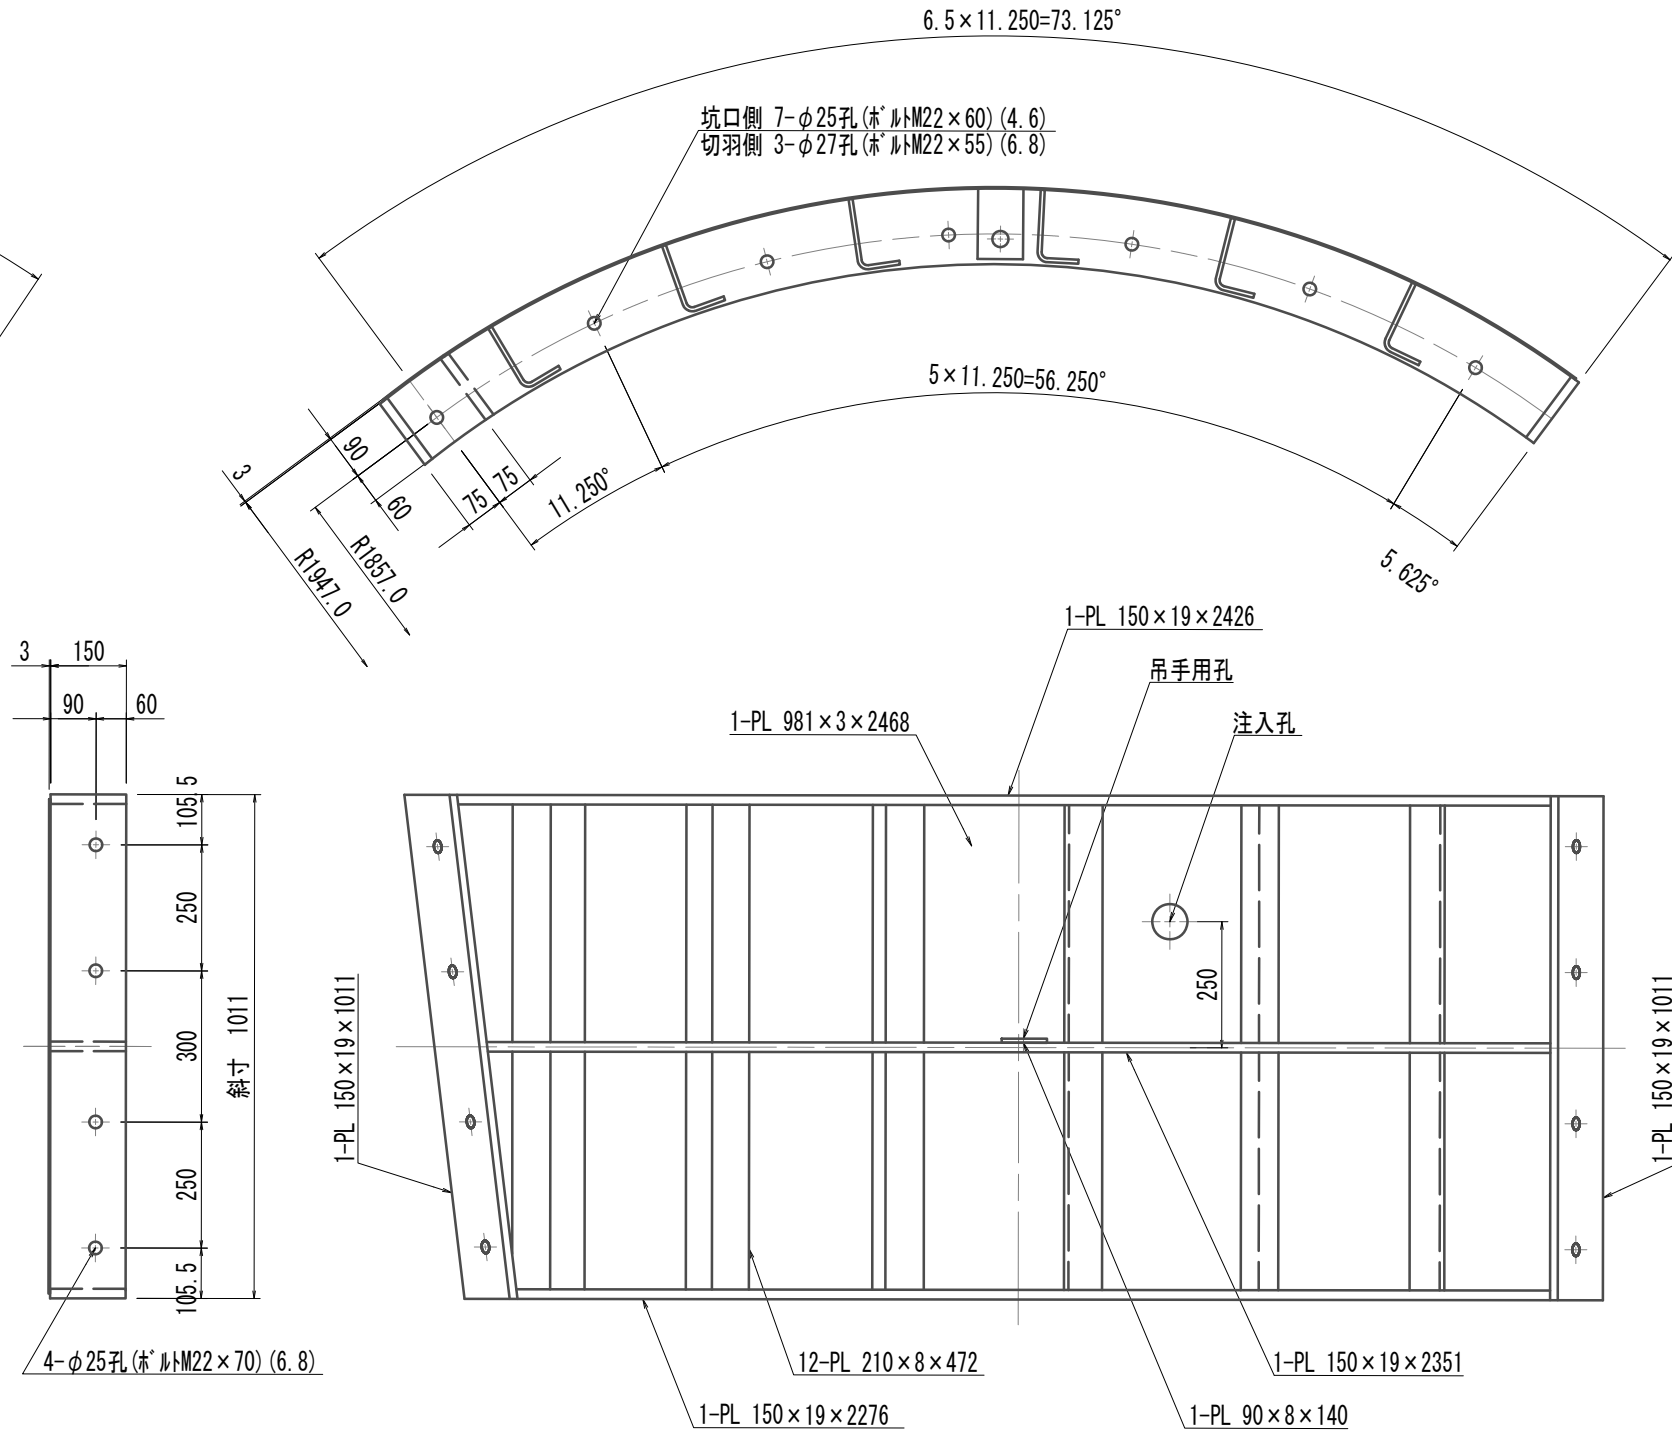 6.5×11.250=73.125°
坑口側 7-φ25孔(ボルトM22×60)(4.6)
切羽側 3-φ27孔(ボルトM22×55)(6.8)
5×11.250=56.250°
3
90
60
75
75
11.250°
5.625°
R1857.0
R1947.0
1-PL 150×19×2426
吊手用孔
1-PL 981×3×2468
注入孔
3
150
90
60
105.5
250
300
250
105.5
斜寸 1011
4-φ25孔(ボルトM22×70)(6.8)
1-PL 150×19×1011
250
1-PL 150×19×1011
12-PL 210×8×472
1-PL 150×19×2351
1-PL 150×19×2276
1-PL 90×8×140